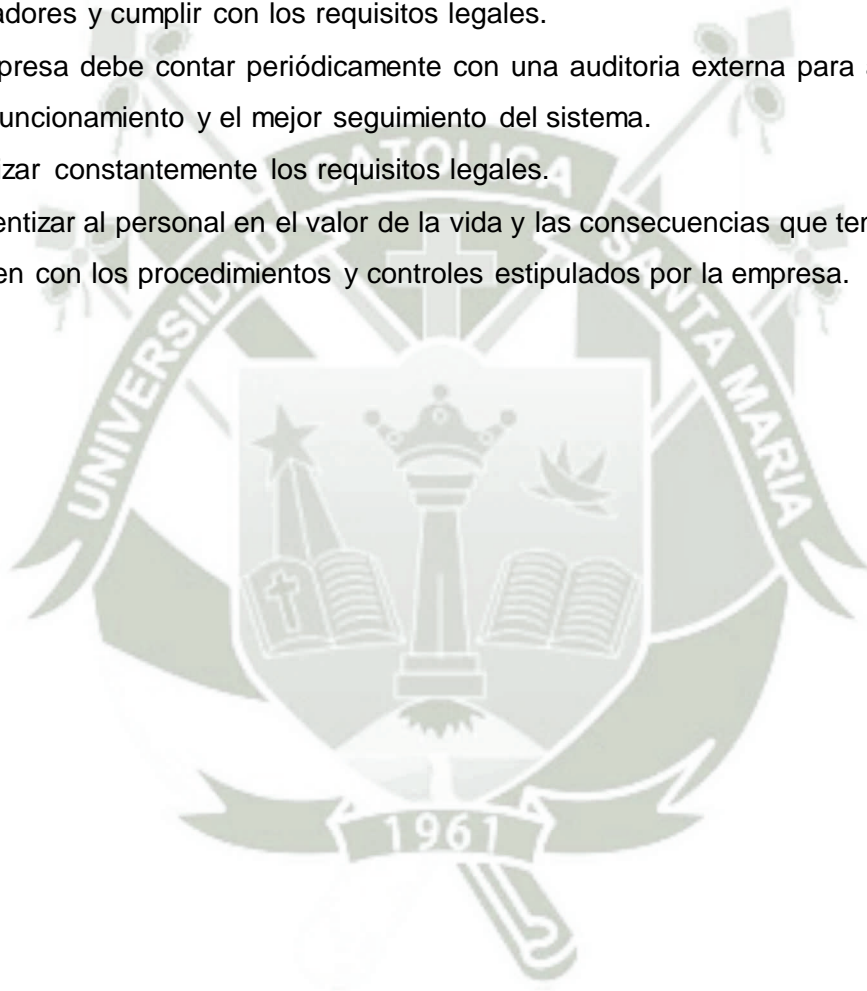 adores y cumplir con los requisitos legales.
presa debe contar periódicamente con una auditoria externa para
uncionamiento y el mejor seguimiento del sistema.
izar constantemente los requisitos legales.
entizar al personal en el valor de la vida y las consecuencias que
en con los procedimientos y controles estipulados por la empresa.
UNIVERSIDAD CATOLICA SANTA MARIA
1961